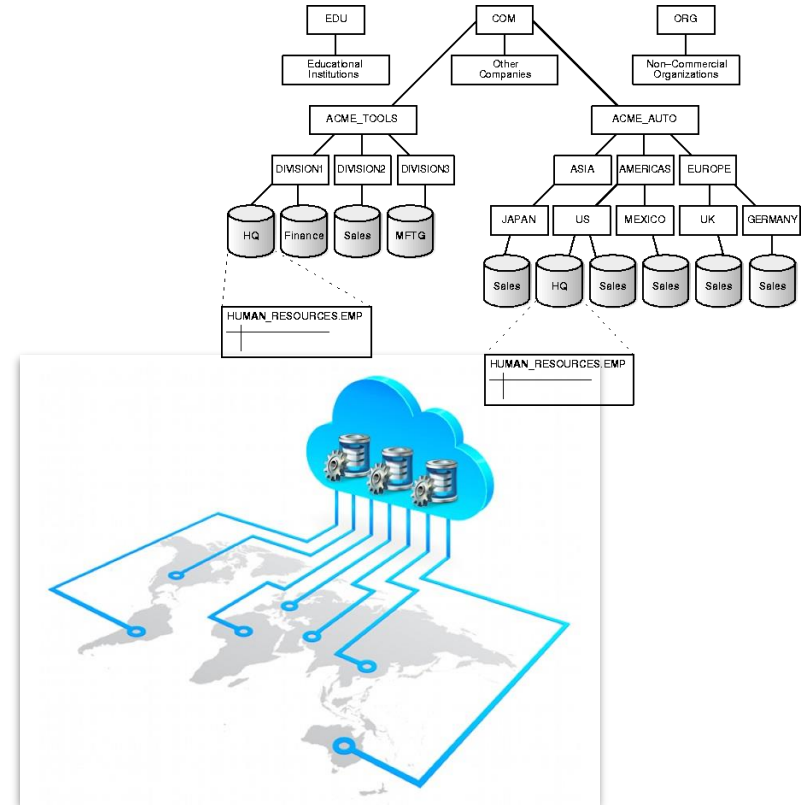 EDU
COM
ORG
Educational
Institutions
Other
Companies
Non-Commercial
Organizations
ACME_TOOLS
ACME_AUTO
DIVISION1
DIVISION2
DIVISION3
ASIA
AMERICAS
EUROPE
HQ
Finance
Sales
MFTG
JAPAN
US
MEXICO
UK
GERMANY
Sales
HQ
Sales
Sales
Sales
Sales
HUMAN_RESOURCES.EMP
HUMAN_RESOURCES.EMP